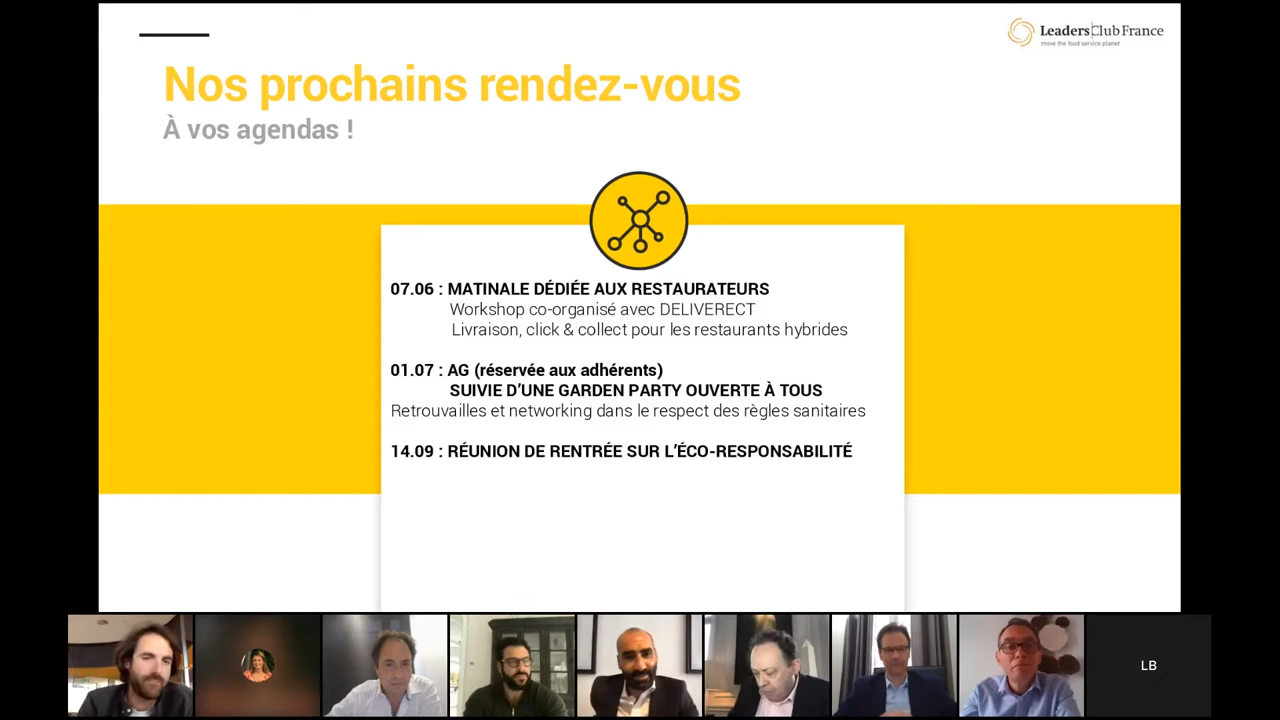 Leaders Club France
move the food service planet
Nos prochains rendez-vous
À vos agendas !
07.06 : MATINALE DÉDIÉE AUX RESTAURATEURS
Workshop co-organisé avec DELIVERECT
Livraison, click & collect pour les restaurants hybrides
01.07 : AG (réservée aux adhérents)
SUIVIE D’UNE GARDEN PARTY OUVERTE À TOUS
Retrouvailles et networking dans le respect des règles sanitaires
14.09 : RÉUNION DE RENTRÉE SUR L’ÉCO-RESPONSABILITÉ
LB